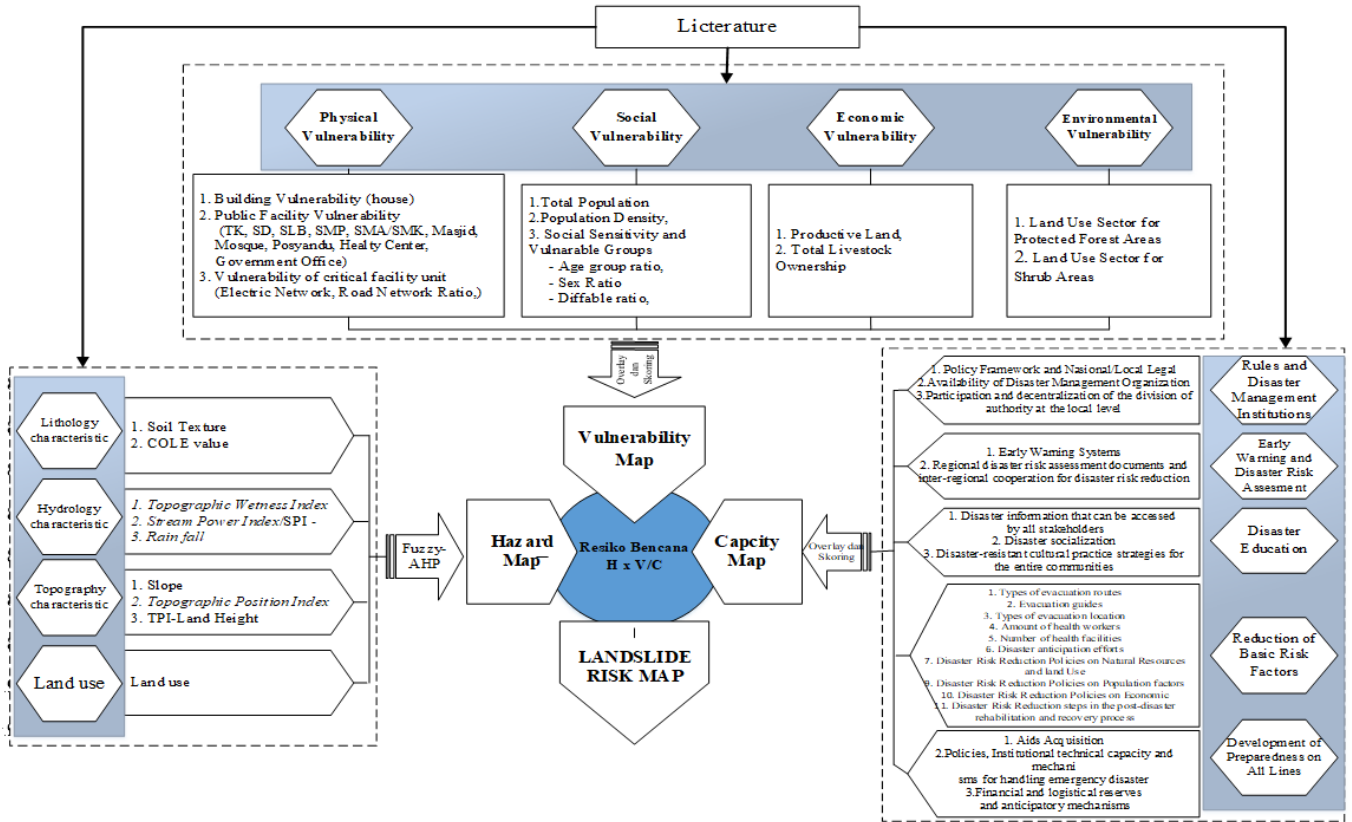 Licterature
Physical
Vulnerability
Social
Vulnerability
Economic
Vulnerability
Environmental
Vulnerability
1. Building Vulnerability (house)
2. Public Facility Vulnerability
(TK, SD, SLB, SMP, SMA/SMK, Masjid,
Mosque, Posyandu, Healty Center,
Government Office)
3. Vulnerability of critical facility unit
(Electric Network, Road Network Ratio,)
1.Total Population
2.Population Density,
3. Social Sensitivity and
Vulnarable Groups
- Age group ratio,
- Sex Ratio
- Diffable ratio,
1. Productive Land,
2. Total Livestock
Ownership
1. Land Use Sector for
Protected Forest Areas
2. Land Use Sector for
Shrub Areas
Overlay
dan
Skoring
Lithology
characteristic
1. Soil Texture
2. COLE value
Hydrology
characteristic
1. Topographic Wetness Index
2. Stream Power Index/SPI -
3. Rain fall
Topography
characteristic
1. Slope
2. Topographic Position Index
3. TPI-Land Height
Land use
Land use
Fuzzy-
AHP
Vulnerability
Map
Hazard
Map
Resiko Bencana
H x V/C
Capcity
Map
LANDSLIDE
RISK MAP
Overlay dan
Skoring
1. Policy Framework and Nasional/Local Legal
2.Availability of Disaster Management Organization
3.Participation and decentralization of the division of
authority at the local level
Rules and
Disaster
Management
Institutions
1. Early Warning Systems
2. Regional disaster risk assessment documents and
inter-regional cooperation for disaster risk reduction
Early
Warning and
Disaster Risk
Assesment
1. Disaster information that can be accessed
by all stakeholders
2. Disaster socialization
3. Disaster-resistant cultural practice strategies for
the entire communities
Disaster
Education
1. Types of evacuation routes
2. Evacuation guides
3. Types of evacuation location
4. Amount of health workers
5. Number of health facilities
6. Disaster anticipation efforts
7. Disaster Risk Reduction Policies on Natural Resources
and land Use
9. Disaster Risk Reduction Policies on Population factors
10. Disaster Risk Reduction Policies on Economic
11. Disaster Risk Reduction steps in the post-disaster
rehabilitation and recovery process
Reduction of
Basic Risk
Factors
1. Aids Acquisition
2.Policies, Institutional technical capacity and
mechani
sms for handling emergency disaster
3.Financial and logistical reserves
and anticipatory mechanisms
Development of
Preparedness on
All Lines